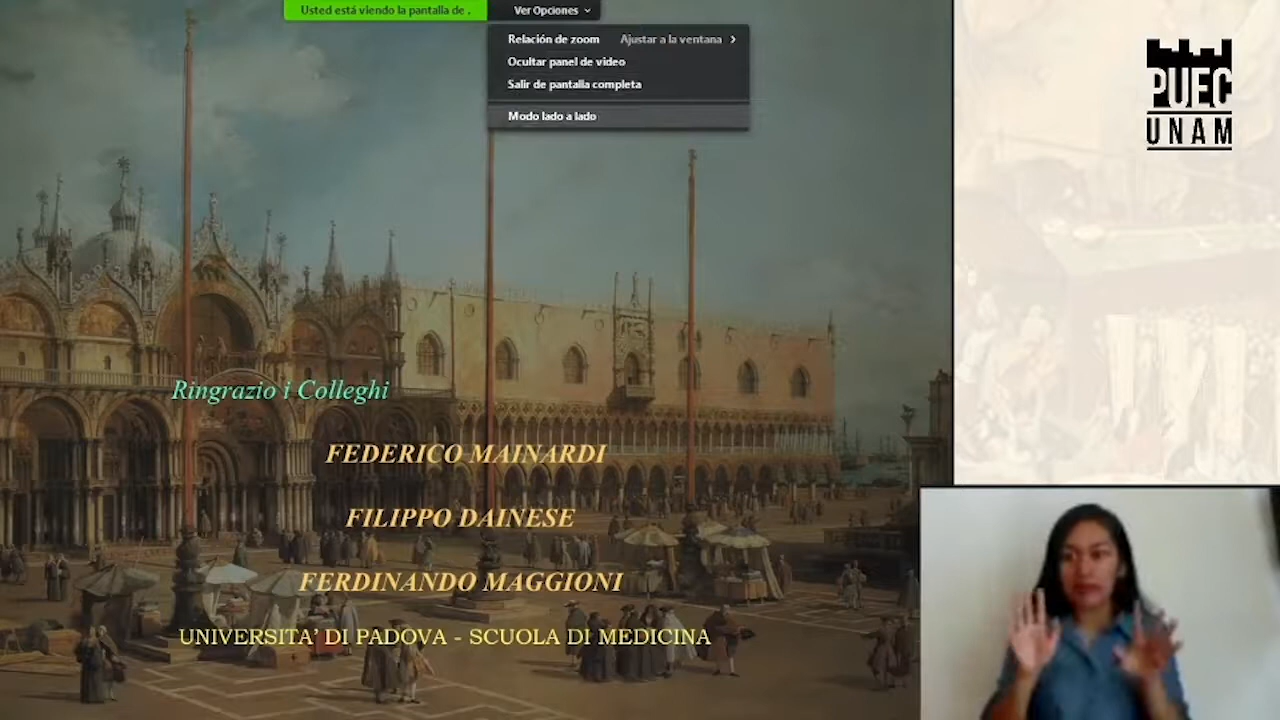 Usted está viendo la pantalla de .
Ver Opciones
Relación de zoom Ajustar a la ventana
Ocultar panel de video
Salir de pantalla completa
Modo lado a lado
PUEC
UNAM
Ringrazio i Colleghi
FEDERICO MAINARDI
FILIPPO DAINESE
FERDINANDO MAGGIONI
UNIVERSITA’ DI PADOVA - SCUOLA DI MEDICINA